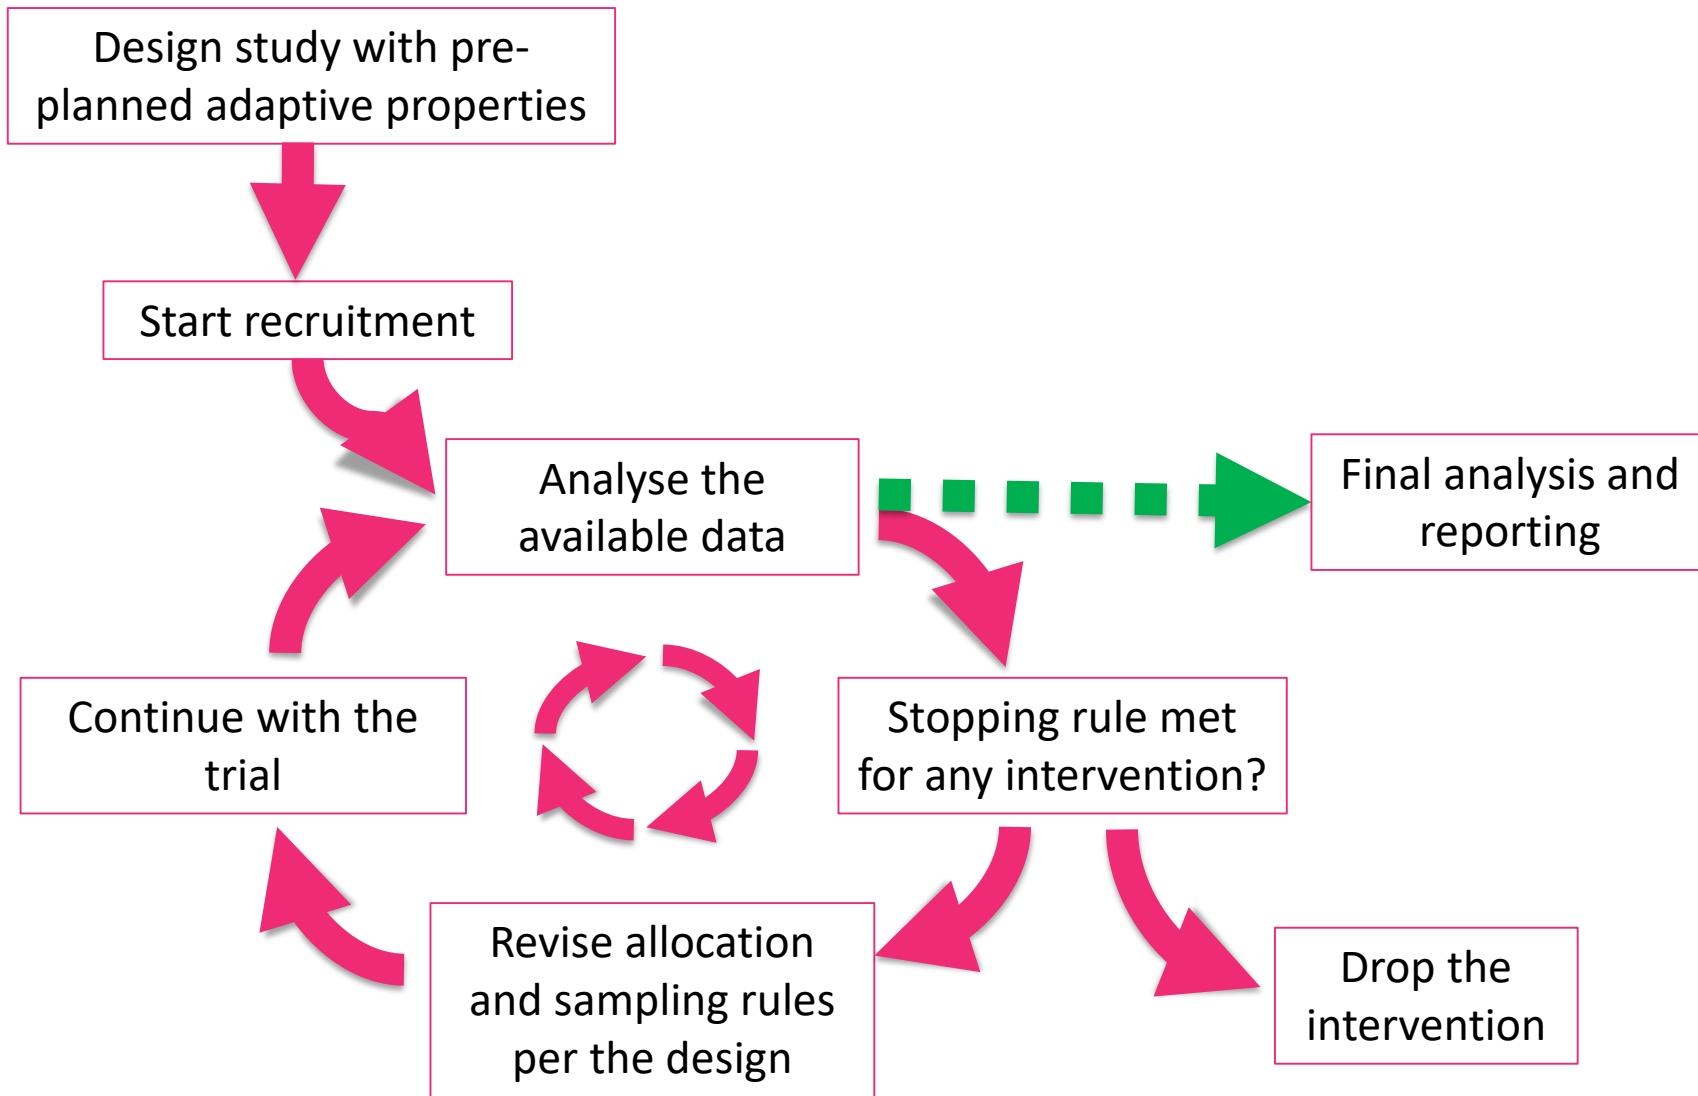 Design study with pre-
planned adaptive properties
Start recruitment
Analyse the
available data
Final analysis and
reporting
Continue with the
trial
Stopping rule met
for any intervention?
Revise allocation
and sampling rules
per the design
Drop the
intervention